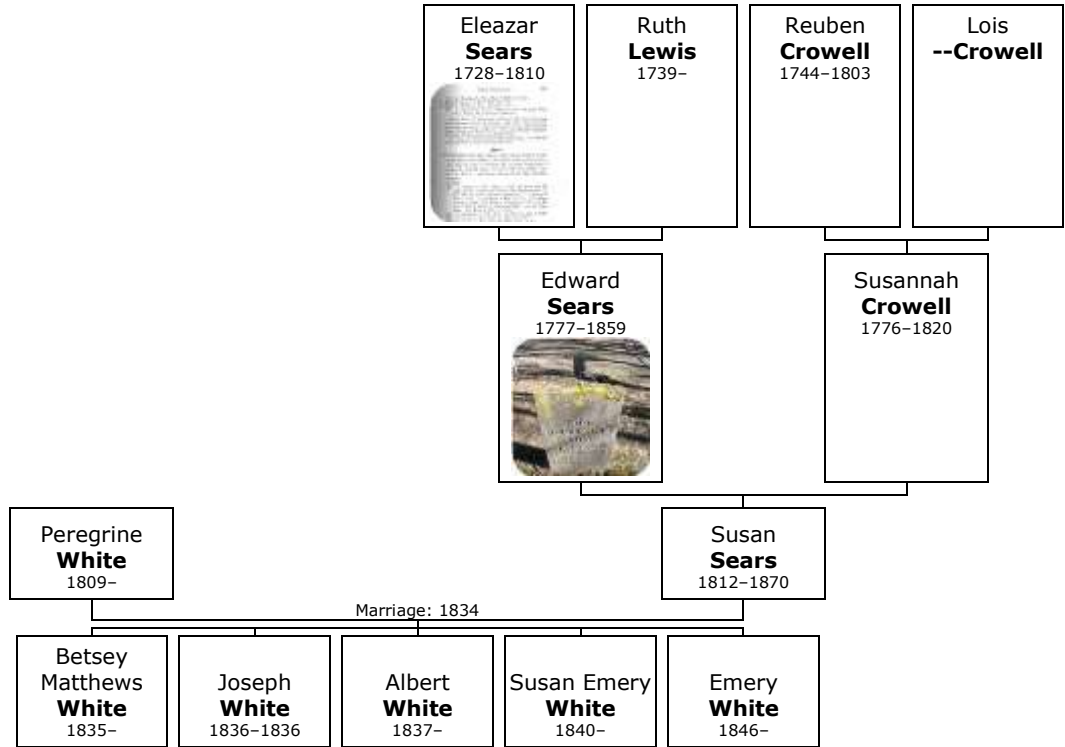 Eleazar
Sears
1728–1810
Ruth
Lewis
1739–
Reuben
Crowell
1744–1803
Lois
--Crowell
Edward
Sears
1777–1859
Susannah
Crowell
1776–1820
Peregrine
White
1809–
Susan
Sears
1812–1870
Marriage: 1834
Betsey
Matthews
White
1835–
Joseph
White
1836–1836
Albert
White
1837–
Susan Emery
White
1840–
Emery
White
1846–